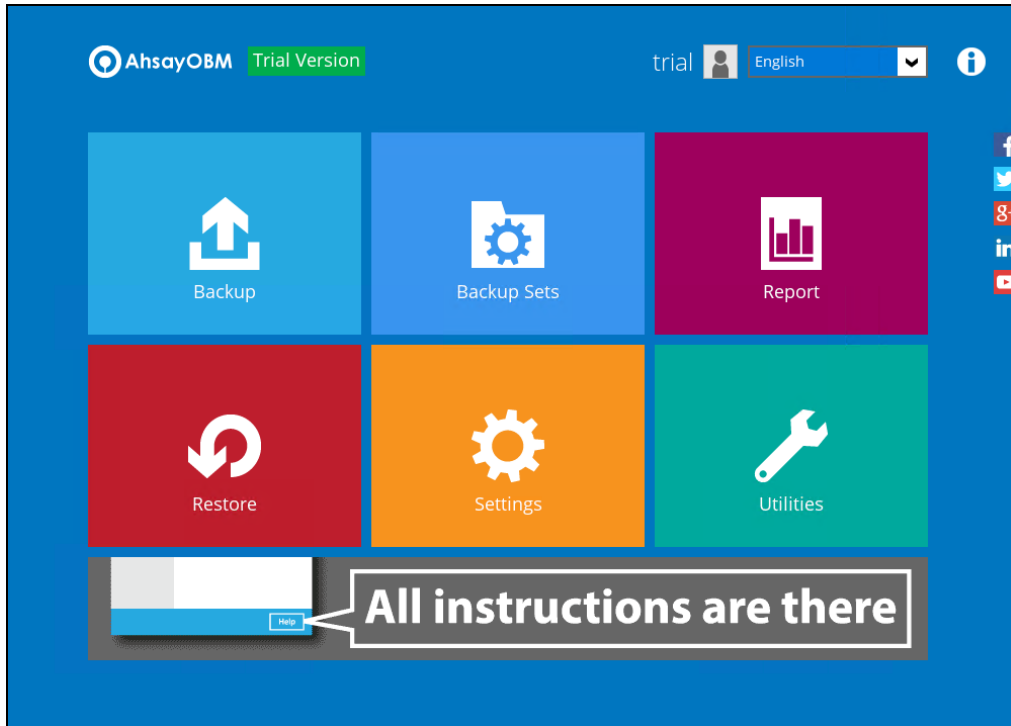 AhsayOBM Trial Version trial English
Backup Backup Sets Report
Restore Settings Utilities
Help All instructions are there